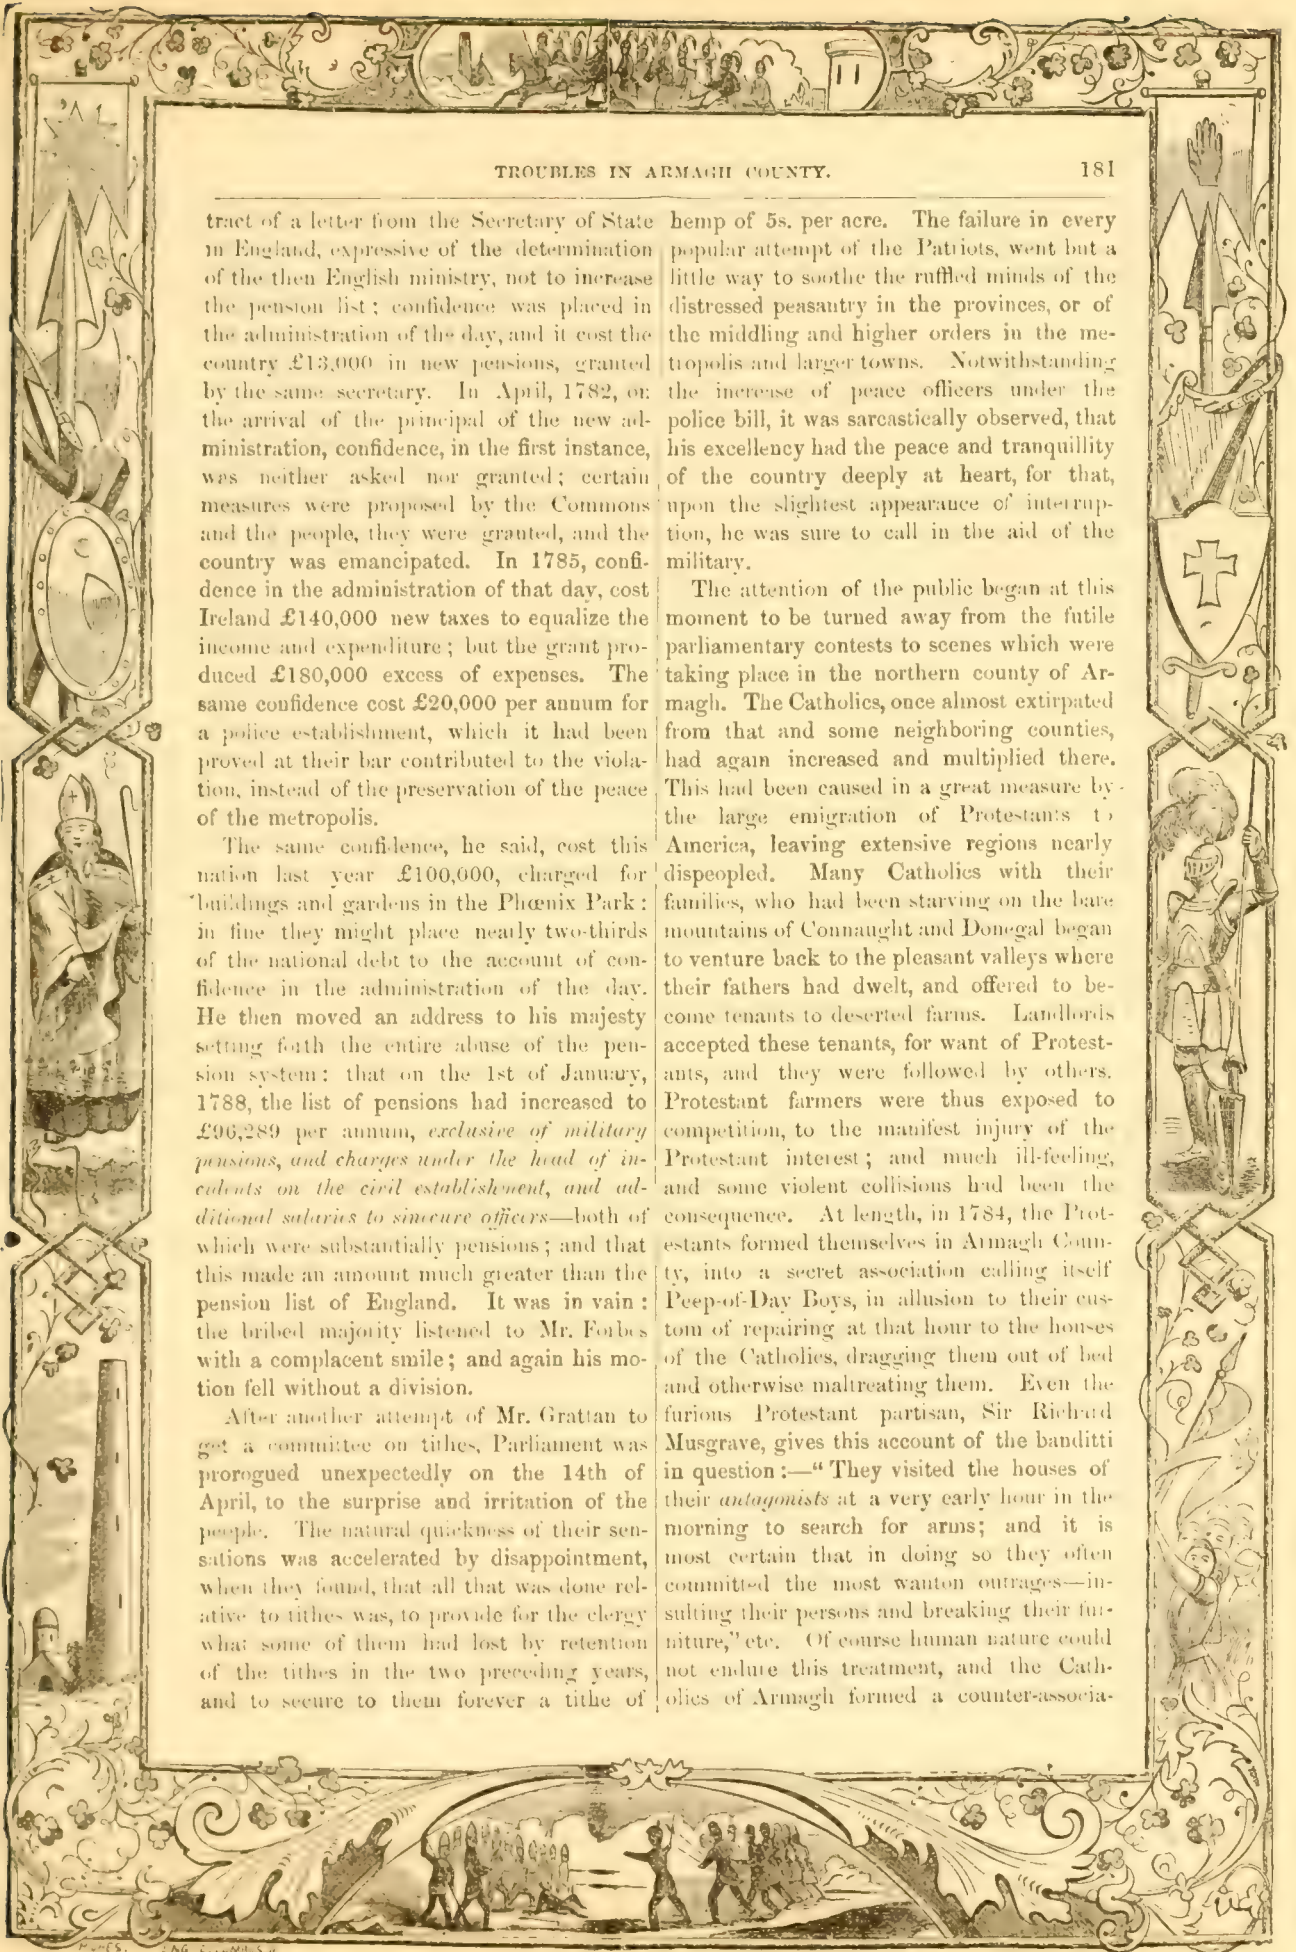 TROUBLES IN ARMAGH COUNTY. 181
tract of a letter from the Secretary of State
in England, expressive of the determination
of the then English ministry, not to increase
the pension list; confidence was placed in
the administration of the day, and it cost the
country £13,000 in new pensions, granted
by the same secretary. In April, 1782, on
the arrival of the principal of the new ad-
ministration, confidence, in the first instance,
was neither asked nor granted; certain
measures were proposed by the Commons
and the people, they were granted, and the
country was emancipated. In 1785, confi-
dence in the administration of that day, cost
Ireland £140,000 new taxes to equalize the
income and expenditure; but the grant pro-
duced £180,000 excess of expenses. The
same confidence cost £20,000 per annum for
a police establishment, which it had been
proved at their bar contributed to the viola-
tion, instead of the preservation of the peace
of the metropolis.
The same confidence, he said, cost this
nation last year £100,000, charged for
buildings and gardens in the Phœnix Park:
in fine they might place nearly two-thirds
of the national debt to the account of con-
fidence in the administration of the day.
He then moved an address to his majesty
setting forth the entire abuse of the pen-
sion system: that on the 1st of January,
1788, the list of pensions had increased to
£96,289 per annum, exclusive of military
pensions, and charges under the head of in-
cidents on the civil establishment, and ad-
ditional salaries to sinecure officers—both of
which were substantially pensions; and that
this made an amount much greater than the
pension list of England. It was in vain:
the bribed majority listened to Mr. Forbes
with a complacent smile; and again his mo-
tion fell without a division.
After another attempt of Mr. Grattan to
get a committee on tithes, Parliament was
prorogued unexpectedly on the 14th of
April, to the surprise and irritation of the
people. The natural quickness of their sen-
sations was accelerated by disappointment,
when they found, that all that was done rel-
ative to tithes was, to provide for the clergy
what some of them had lost by retention
of the tithes in the two preceding years,
and to secure to them forever a tithe of
hemp of 5s. per acre. The failure in every
popular attempt of the Patriots, went but a
little way to soothe the ruffled minds of the
distressed peasantry in the provinces, or of
the middling and higher orders in the me-
tropolis and larger towns. Notwithstanding
the increase of peace officers under the
police bill, it was sarcastically observed, that
his excellency had the peace and tranquillity
of the country deeply at heart, for that,
upon the slightest appearance of interrup-
tion, he was sure to call in the aid of the
military.
The attention of the public began at this
moment to be turned away from the futile
parliamentary contests to scenes which were
taking place in the northern county of Ar-
magh. The Catholics, once almost extirpated
from that and some neighboring counties,
had again increased and multiplied there.
This had been caused in a great measure by
the large emigration of Protestants to
America, leaving extensive regions nearly
dispeopled. Many Catholics with their
families, who had been starving on the bare
mountains of Connaught and Donegal began
to venture back to the pleasant valleys where
their fathers had dwelt, and offered to be-
come tenants to deserted farms. Landlords
accepted these tenants, for want of Protest-
ants, and they were followed by others.
Protestant farmers were thus exposed to
competition, to the manifest injury of the
Protestant interest; and much ill-feeling,
and some violent collisions had been the
consequence. At length, in 1784, the Prot-
estants formed themselves in Armagh Coun-
ty, into a secret association calling itself
Peep-of-Day Boys, in allusion to their cus-
tom of repairing at that hour to the houses
of the Catholics, dragging them out of bed
and otherwise maltreating them. Even the
furious Protestant partisan, Sir Richard
Musgrave, gives this account of the banditti
in question:—“They visited the houses of
their antagonists at a very early hour in the
morning to search for arms; and it is
most certain that in doing so they often
committed the most wanton outrages—in-
sulting their persons and breaking their fur-
niture,” etc. Of course human nature could
not endure this treatment, and the Cath-
olics of Armagh formed a counter-associa-